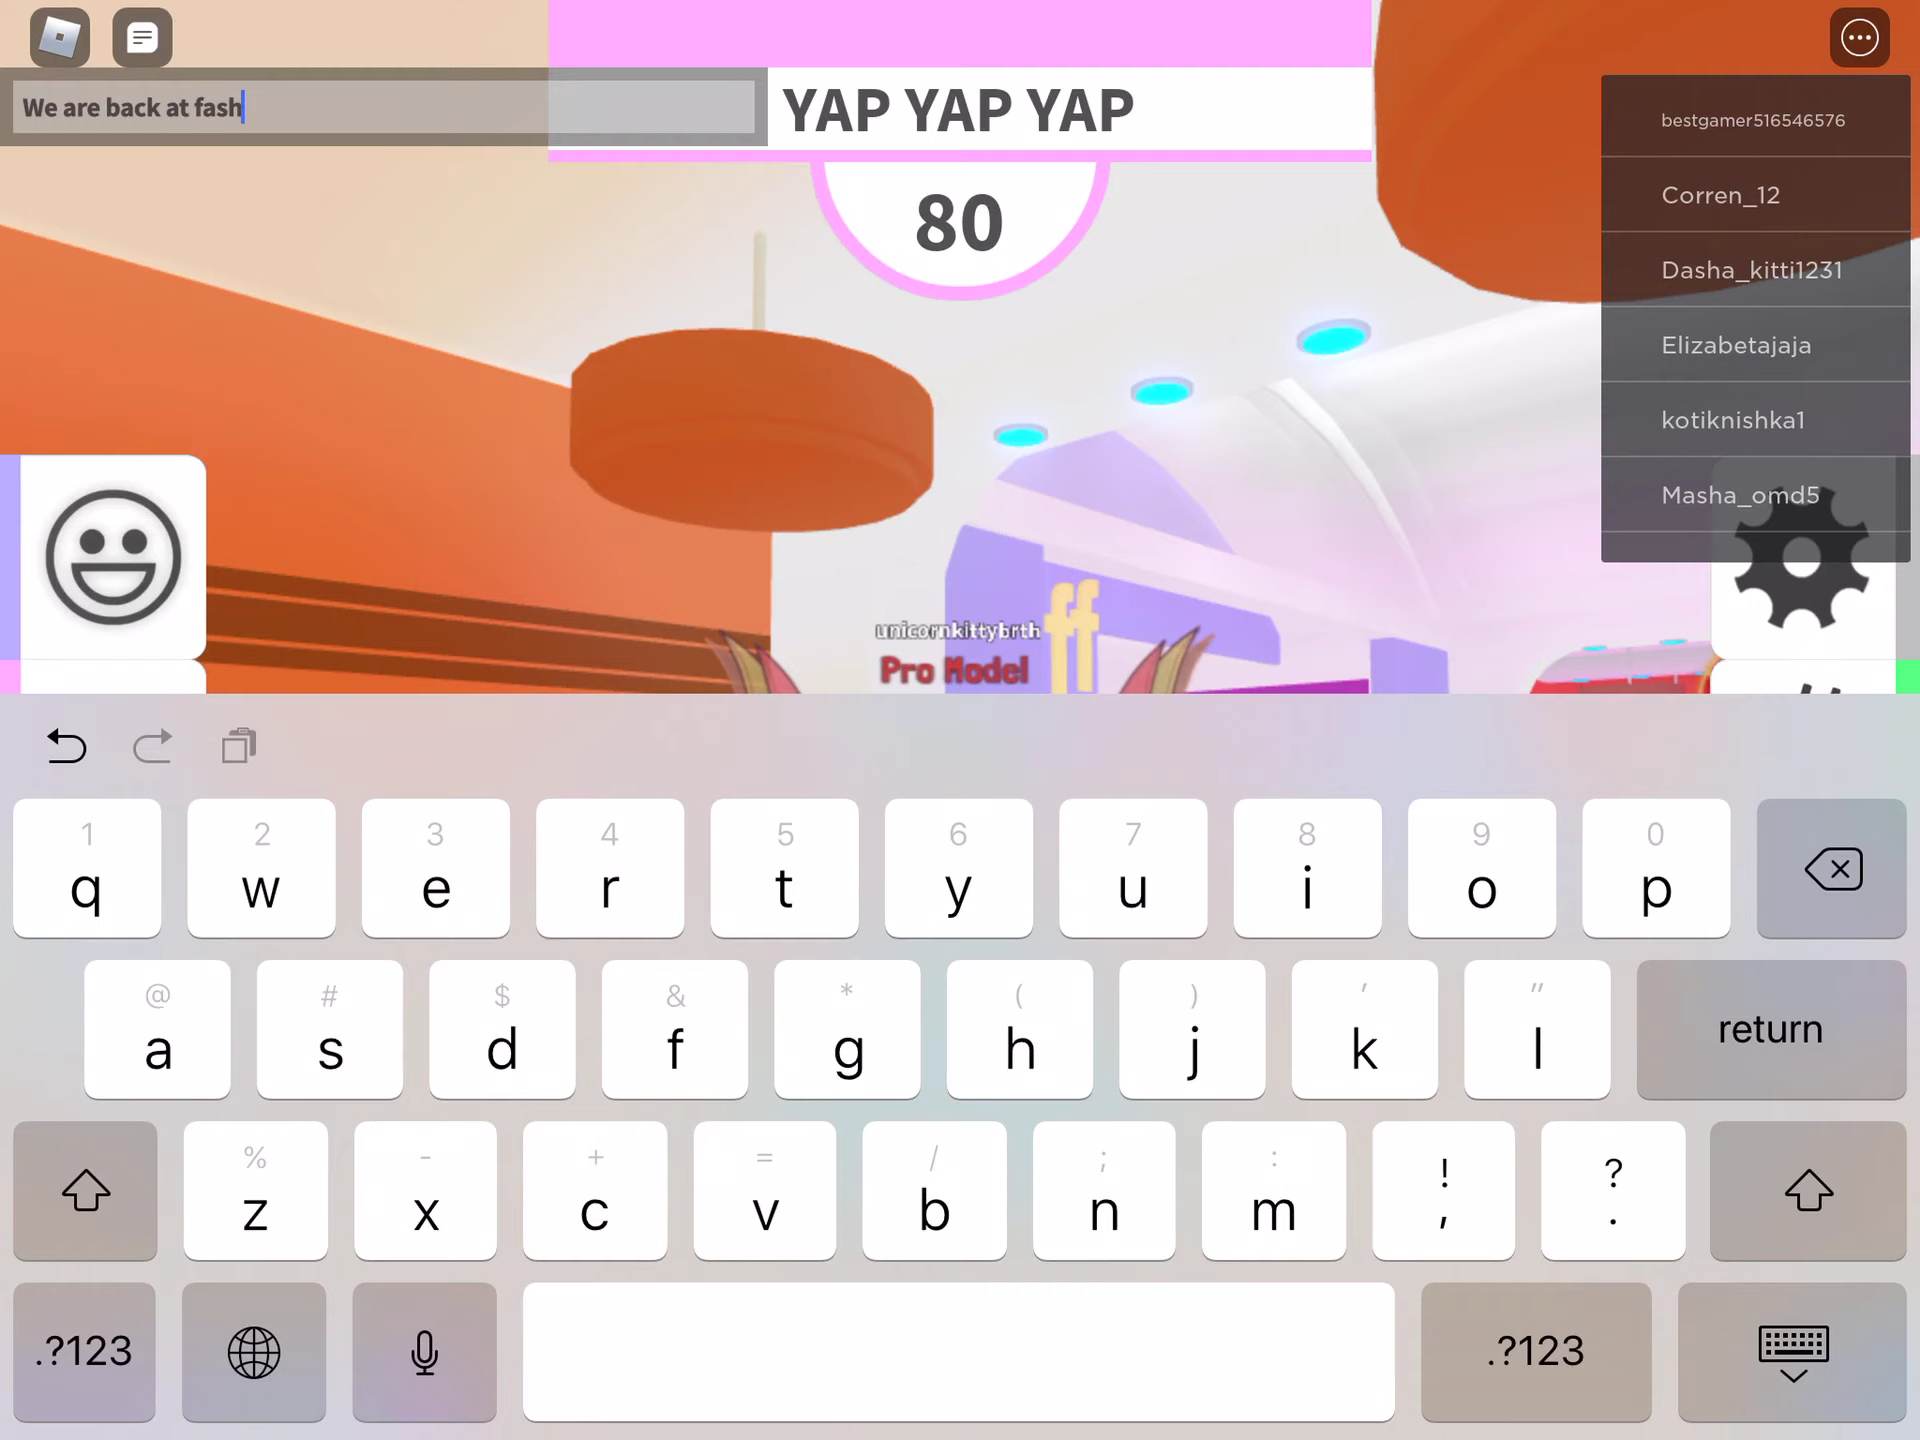 We are back at fash
YAP YAP YAP
80
bestgamer516546576
Corren_12
Dasha_kitti1231
Elizabetajaja
kotiknishka1
Masha_omd5
unicornkittybrth
Pro Model
ff
1 2 3 4 5 6 7 8 9 0
q w e r t y u i o p
@ # $ & * ( ) ' "
a s d f g h j k l return
% - + = / ; : ! ?
z x c v b n m , .
.?123 .?123